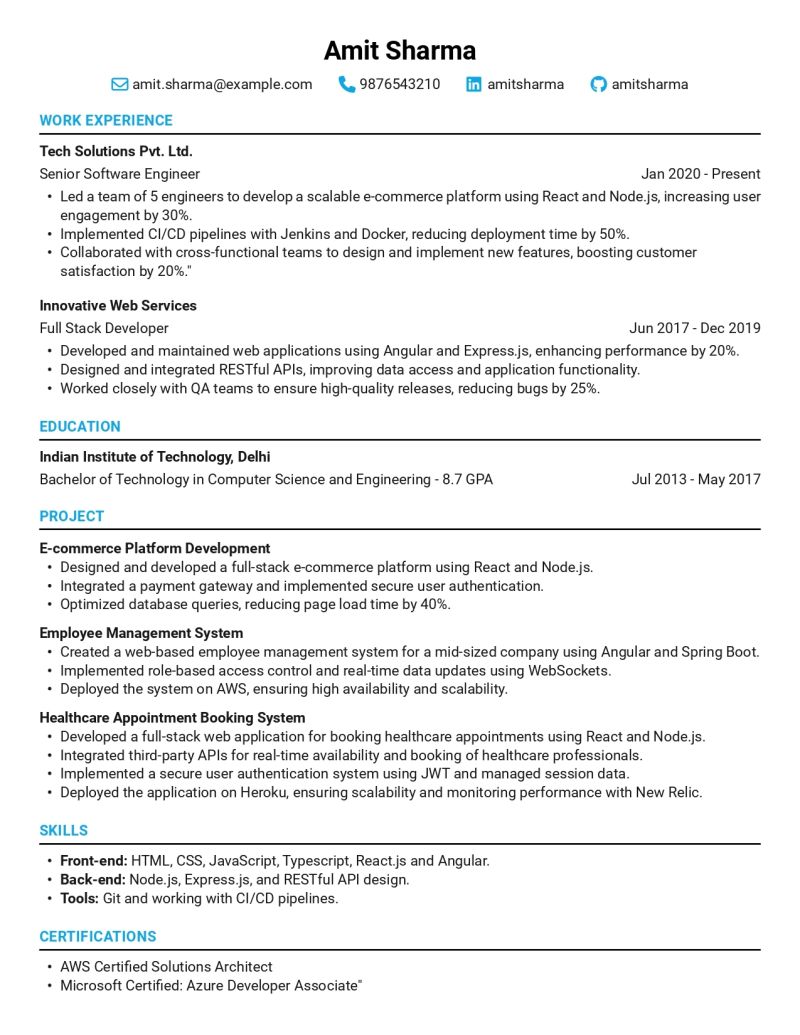 Amit Sharma
amit.sharma@example.com 9876543210 amitsharma amitsharma
WORK EXPERIENCE
Tech Solutions Pvt. Ltd.
Senior Software Engineer Jan 2020 - Present
• Led a team of 5 engineers to develop a scalable e-commerce platform using React and Node.js, increasing user
engagement by 30%.
• Implemented CI/CD pipelines with Jenkins and Docker, reducing deployment time by 50%.
• Collaborated with cross-functional teams to design and implement new features, boosting customer
satisfaction by 20%."
Innovative Web Services
Full Stack Developer Jun 2017 - Dec 2019
• Developed and maintained web applications using Angular and Express.js, enhancing performance by 20%.
• Designed and integrated RESTful APIs, improving data access and application functionality.
• Worked closely with QA teams to ensure high-quality releases, reducing bugs by 25%.
EDUCATION
Indian Institute of Technology, Delhi
Bachelor of Technology in Computer Science and Engineering - 8.7 GPA Jul 2013 - May 2017
PROJECT
E-commerce Platform Development
• Designed and developed a full-stack e-commerce platform using React and Node.js.
• Integrated a payment gateway and implemented secure user authentication.
• Optimized database queries, reducing page load time by 40%.
Employee Management System
• Created a web-based employee management system for a mid-sized company using Angular and Spring Boot.
• Implemented role-based access control and real-time data updates using WebSockets.
• Deployed the system on AWS, ensuring high availability and scalability.
Healthcare Appointment Booking System
• Developed a full-stack web application for booking healthcare appointments using React and Node.js.
• Integrated third-party APIs for real-time availability and booking of healthcare professionals.
• Implemented a secure user authentication system using JWT and managed session data.
• Deployed the application on Heroku, ensuring scalability and monitoring performance with New Relic.
SKILLS
• Front-end: HTML, CSS, JavaScript, Typescript, React.js and Angular.
• Back-end: Node.js, Express.js, and RESTful API design.
• Tools: Git and working with CI/CD pipelines.
CERTIFICATIONS
• AWS Certified Solutions Architect
• Microsoft Certified: Azure Developer Associate"